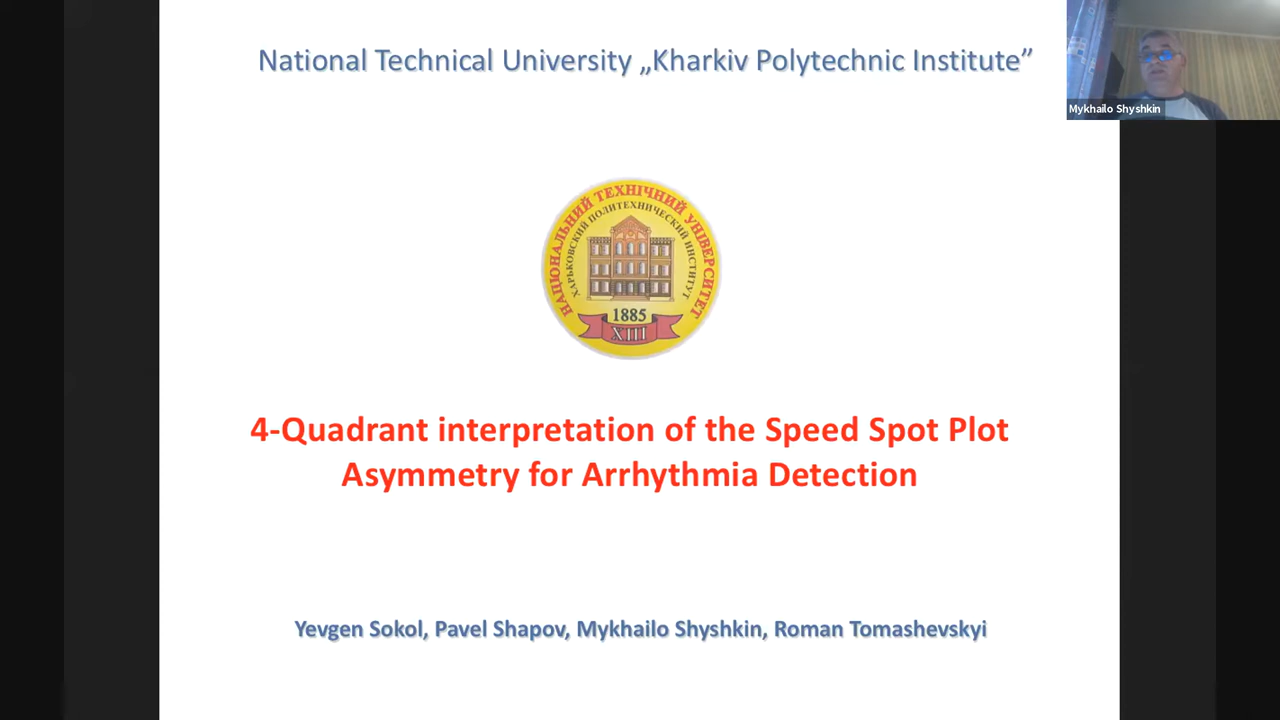 National Technical University „Kharkiv Polytechnic Institute”
Mykhailo Shyshkin
НАЦІОНАЛЬНИЙ ТЕХНІЧНИЙ УНІВЕРСИТЕТ
ХАРЬКОВСКИЙ ПОЛИТЕХНИЧЕСКИЙ ИНСТИТУТ
1885
ХПІ
4-Quadrant interpretation of the Speed Spot Plot
Asymmetry for Arrhythmia Detection
Yevgen Sokol, Pavel Shapov, Mykhailo Shyshkin, Roman Tomashevskyi